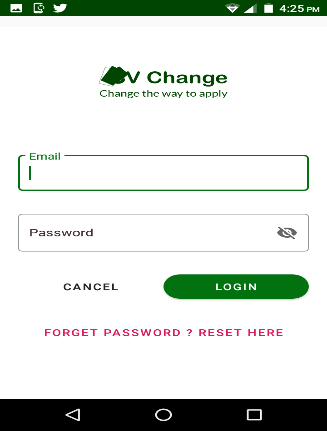 4:25 PM
V Change
Change the way to apply
Email
Password
CANCEL LOGIN
FORGET PASSWORD ? RESET HERE